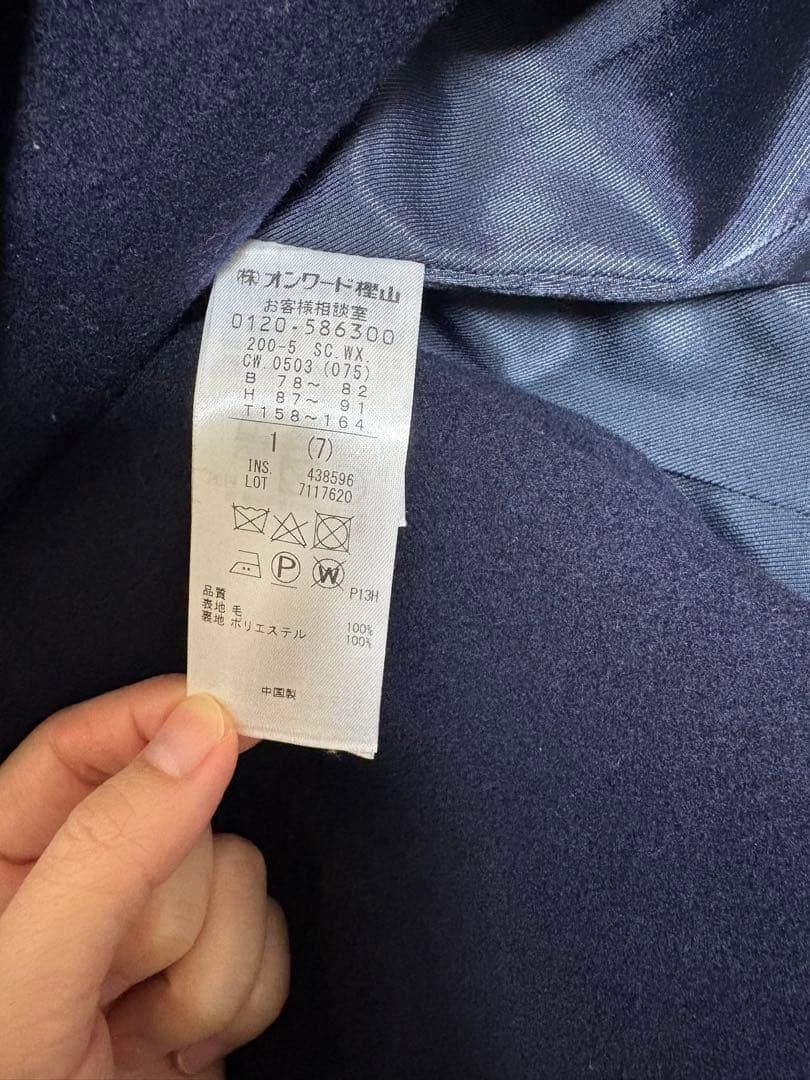 (株)オンワード樫山
お客様相談室
0120-586300
200-5 SC.WX.
CW.0503(075)
B 78〜 82
H 87〜 91
T158〜164
1 (7)
INS. 438596
LOT 7117620
P W
P13H
品質
表地 毛 100%
裏地 ポリエステル 100%
中国製